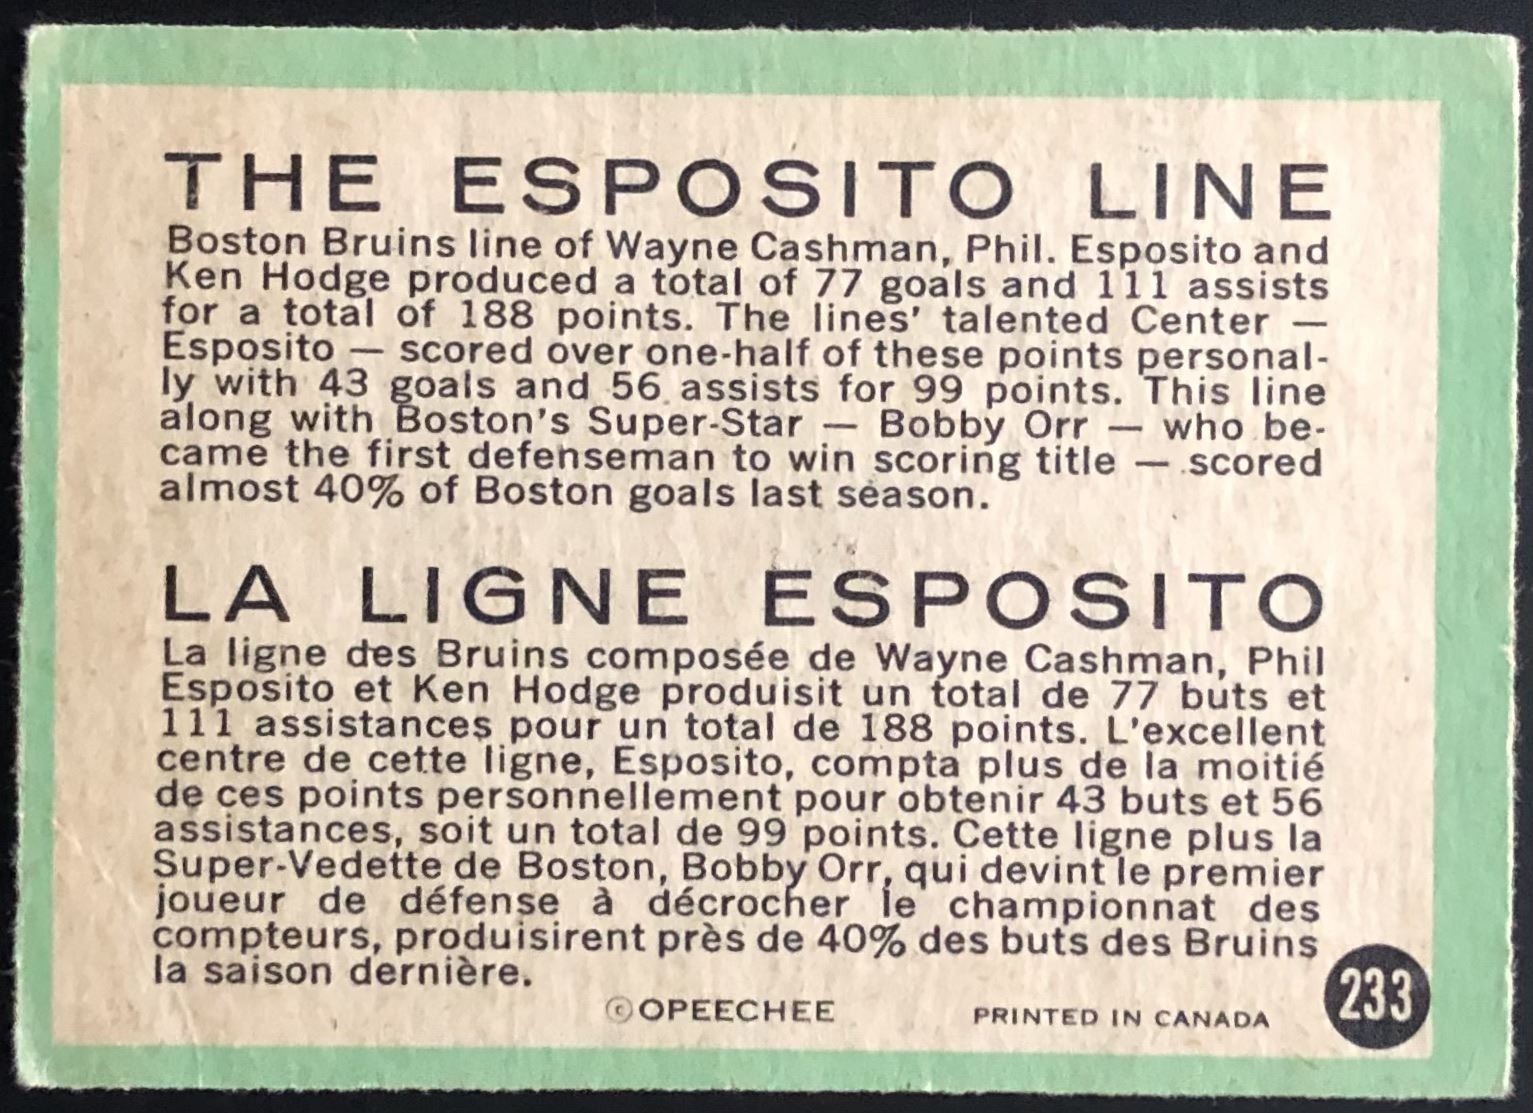 THE ESPOSITO LINE
Boston Bruins line of Wayne Cashman, Phil. Esposito and
Ken Hodge produced a total of 77 goals and 111 assists
for a total of 188 points. The lines' talented Center —
Esposito — scored over one-half of these points personal-
ly with 43 goals and 56 assists for 99 points. This line
along with Boston's Super-Star — Bobby Orr — who be-
came the first defenseman to win scoring title — scored
almost 40% of Boston goals last season.
LA LIGNE ESPOSITO
La ligne des Bruins composée de Wayne Cashman, Phil
Esposito et Ken Hodge produisit un total de 77 buts et
111 assistances pour un total de 188 points. L'excellent
centre de cette ligne, Esposito, compta plus de la moitié
de ces points personnellement pour obtenir 43 buts et 56
assistances, soit un total de 99 points. Cette ligne plus la
Super-Vedette de Boston, Bobby Orr, qui devint le premier
joueur de défense à décrocher le championnat des
compteurs, produisirent près de 40% des buts des Bruins
la saison dernière.
©OPEECHEE PRINTED IN CANADA 233